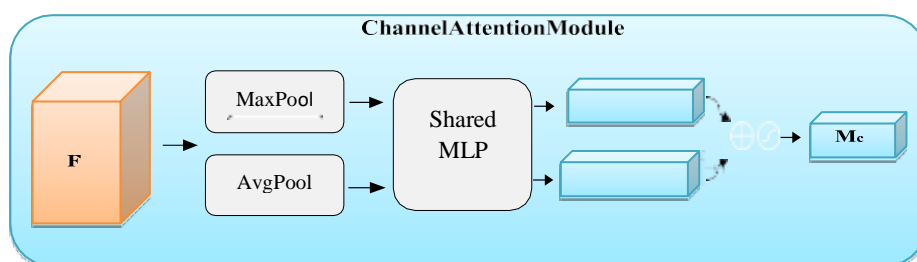 ChannelAttentionModule
MaxPool
F
AvgPool
Shared
MLP
Mc